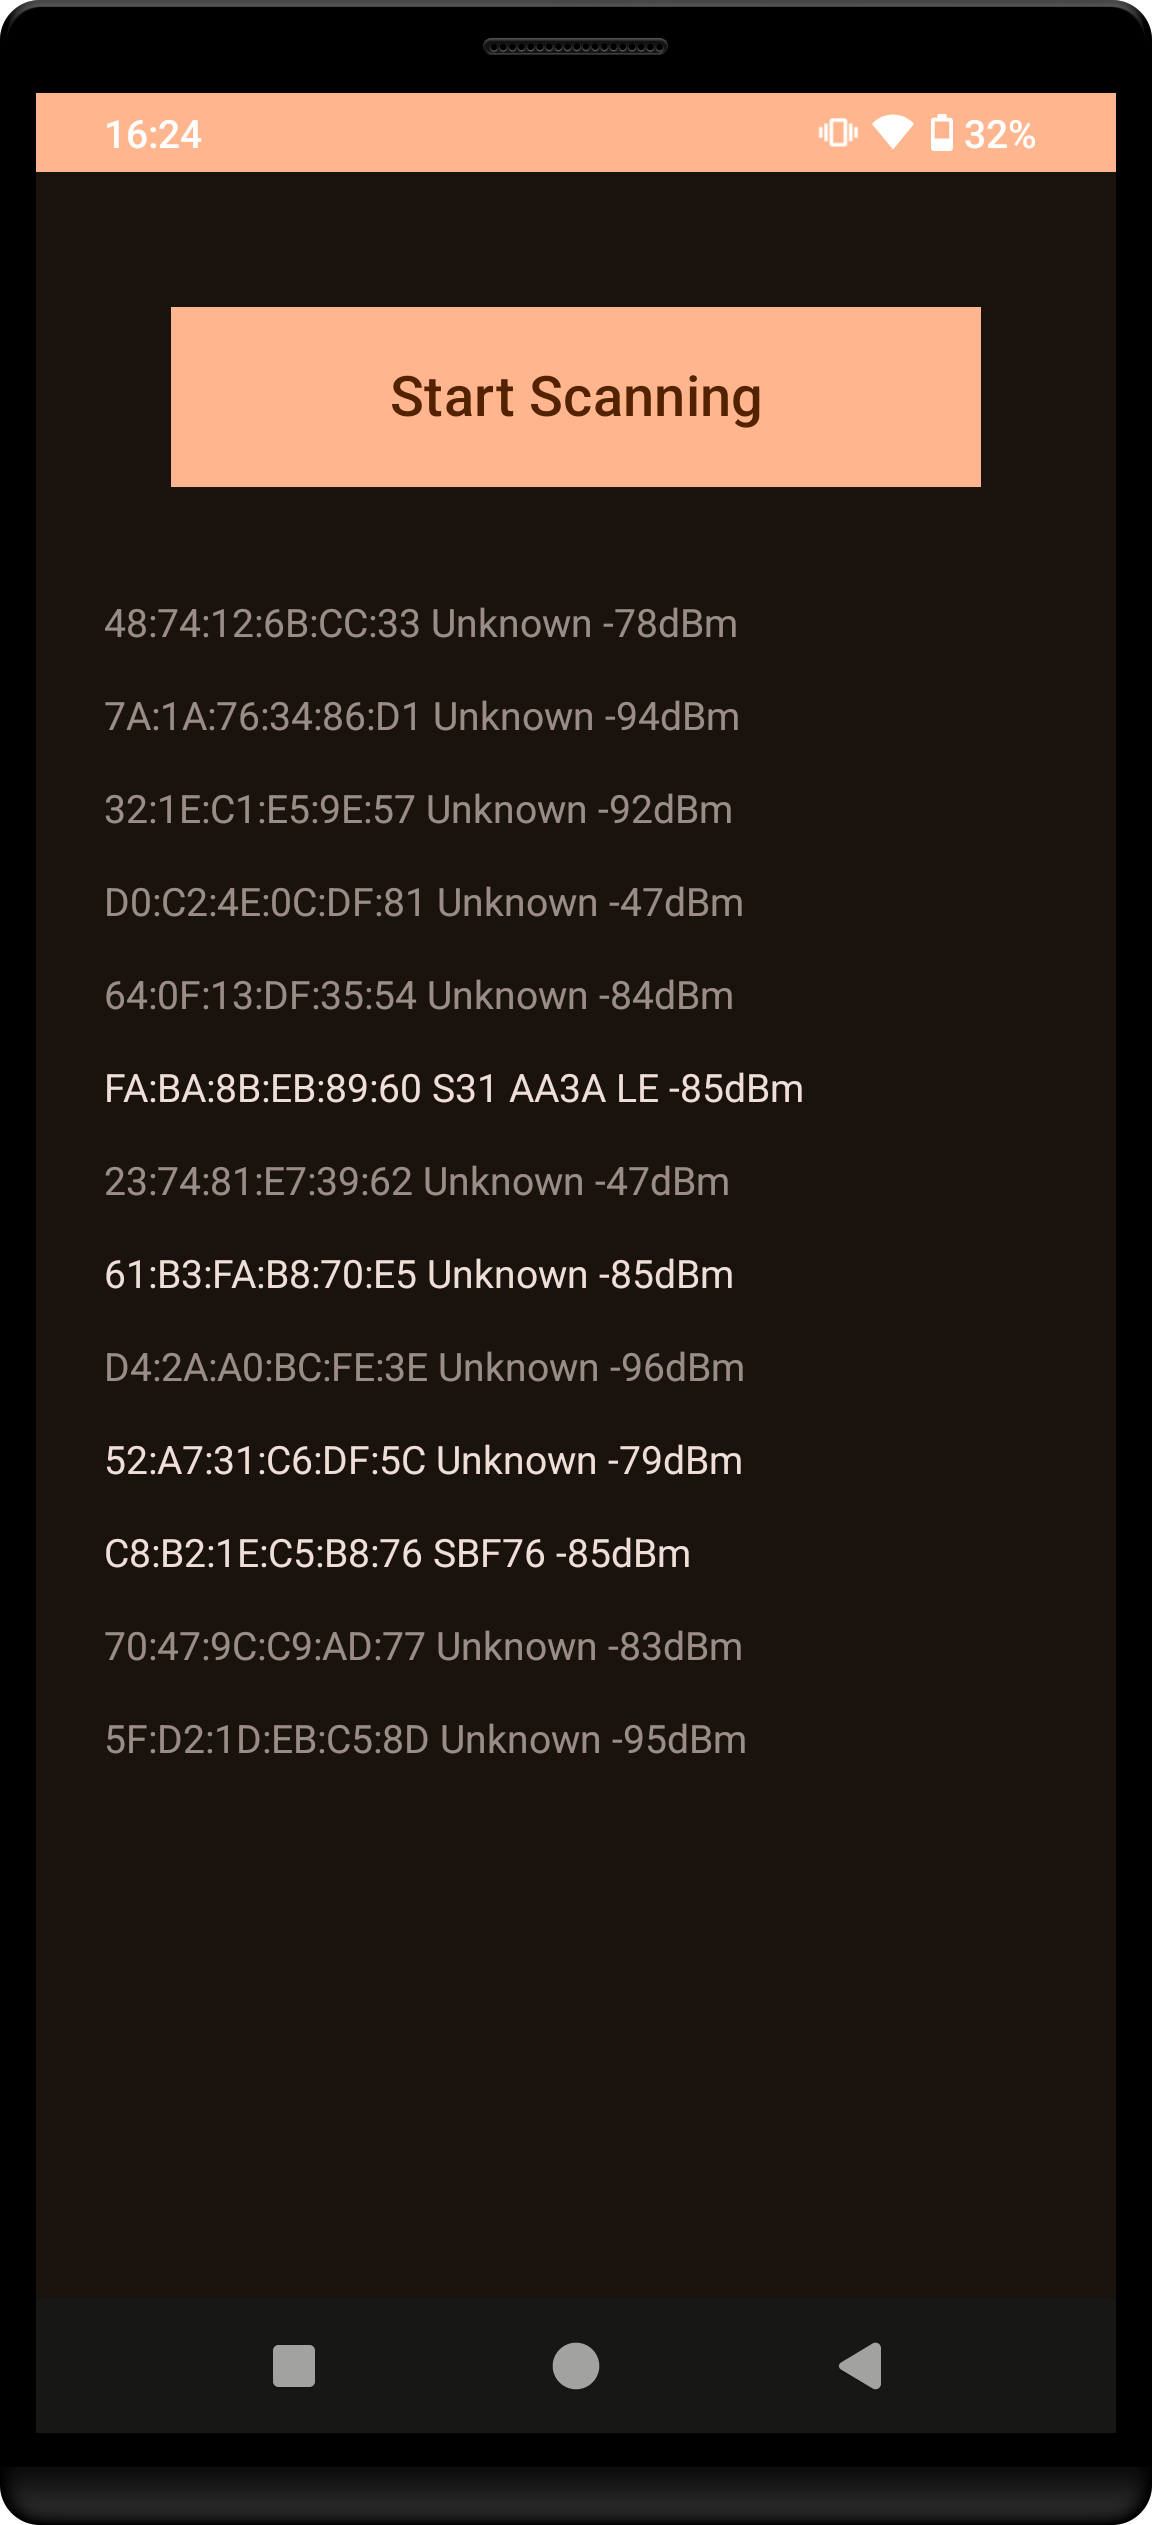 16:24 32%
Start Scanning
48:74:12:6B:CC:33 Unknown -78dBm
7A:1A:76:34:86:D1 Unknown -94dBm
32:1E:C1:E5:9E:57 Unknown -92dBm
D0:C2:4E:0C:DF:81 Unknown -47dBm
64:0F:13:DF:35:54 Unknown -84dBm
FA:BA:8B:EB:89:60 S31 AA3A LE -85dBm
23:74:81:E7:39:62 Unknown -47dBm
61:B3:FA:B8:70:E5 Unknown -85dBm
D4:2A:A0:BC:FE:3E Unknown -96dBm
52:A7:31:C6:DF:5C Unknown -79dBm
C8:B2:1E:C5:B8:76 SBF76 -85dBm
70:47:9C:C9:AD:77 Unknown -83dBm
5F:D2:1D:EB:C5:8D Unknown -95dBm